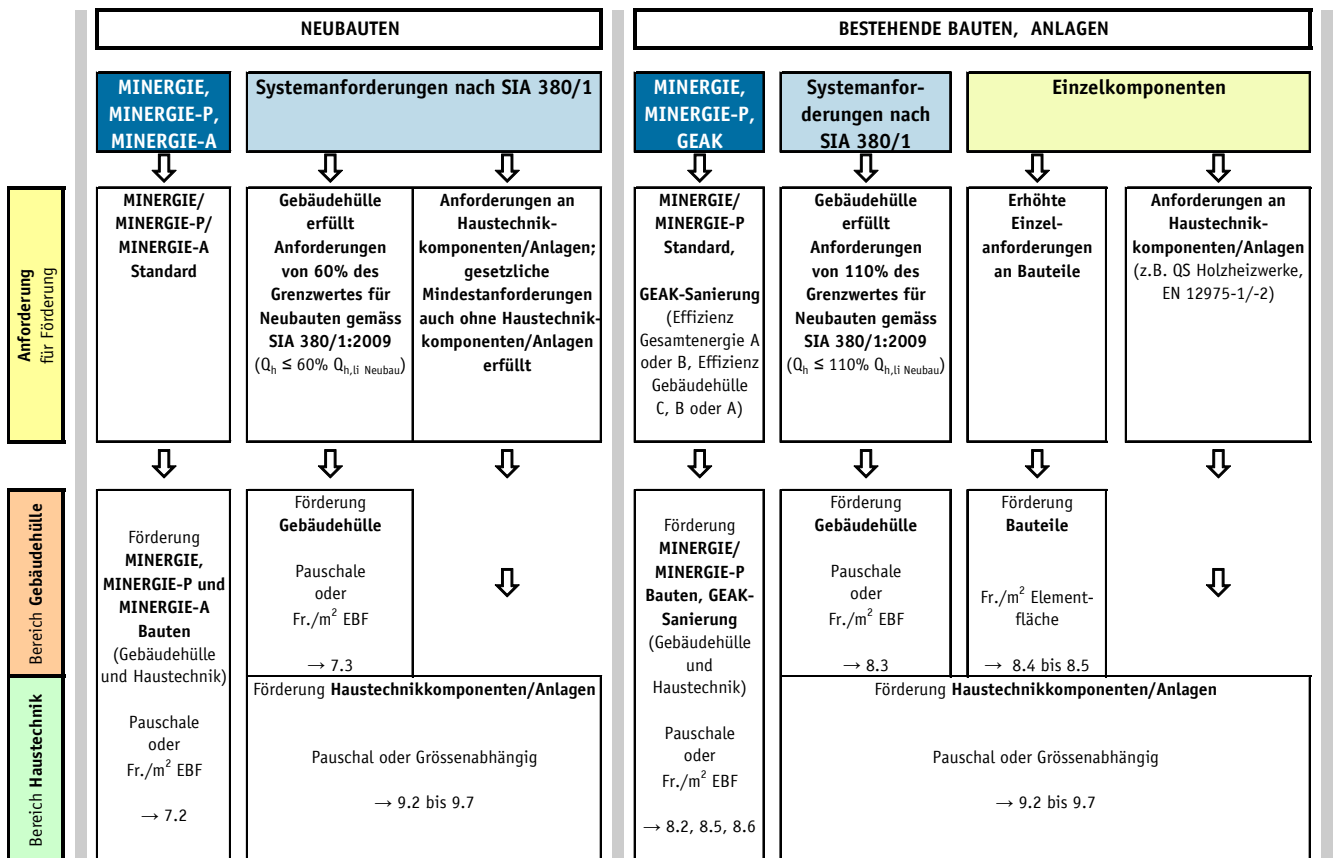 NEUBAUTEN
BESTEHENDE BAUTEN, ANLAGEN
MINERGIE,
MINERGIE-P,
MINERGIE-A
Systemanforderungen nach SIA 380/1
MINERGIE,
MINERGIE-P,
GEAK
Systemanfor-
derungen nach
SIA 380/1
Einzelkomponenten
Anforderung
für Förderung
MINERGIE/
MINERGIE-P/
MINERGIE-A
Standard
Gebäudehülle
erfüllt
Anforderungen
von 60% des
Grenzwertes für
Neubauten gemäss
SIA 380/1:2009
(Qh ≤ 60% Qh,li Neubau)
Anforderungen an
Haustechnik-
komponenten/Anlagen;
gesetzliche
Mindestanforderungen
auch ohne Haustechnik-
komponenten/Anlagen
erfüllt
MINERGIE/
MINERGIE-P
Standard,
GEAK-Sanierung
(Effizienz
Gesamtenergie A
oder B, Effizienz
Gebäudehülle
C, B oder A)
Gebäudehülle
erfüllt
Anforderungen
von 110% des
Grenzwertes für
Neubauten gemäss
SIA 380/1:2009
(Qh ≤ 110% Qh,li Neubau)
Erhöhte
Einzel-
anforderungen
an Bauteile
Anforderungen an
Haustechnik-
komponenten/Anlagen
(z.B. QS Holzheizwerke,
EN 12975-1/-2)
Bereich Gebäudehülle
Bereich Haustechnik
Förderung
MINERGIE,
MINERGIE-P und
MINERGIE-A
Bauten
(Gebäudehülle
und Haustechnik)
Pauschale
oder
Fr./m² EBF
→ 7.2
Förderung
Gebäudehülle
Pauschale
oder
Fr./m² EBF
→ 7.3
Förderung Haustechnikkomponenten/Anlagen
Pauschal oder Grössenabhängig
→ 9.2 bis 9.7
Förderung
MINERGIE/
MINERGIE-P
Bauten, GEAK-
Sanierung
(Gebäudehülle
und
Haustechnik)
Pauschale
oder
Fr./m² EBF
→ 8.2, 8.5, 8.6
Förderung
Gebäudehülle
Pauschale
oder
Fr./m² EBF
→ 8.3
Förderung
Bauteile
Fr./m² Element-
fläche
→ 8.4 bis 8.5
Förderung Haustechnikkomponenten/Anlagen
Pauschal oder Grössenabhängig
→ 9.2 bis 9.7